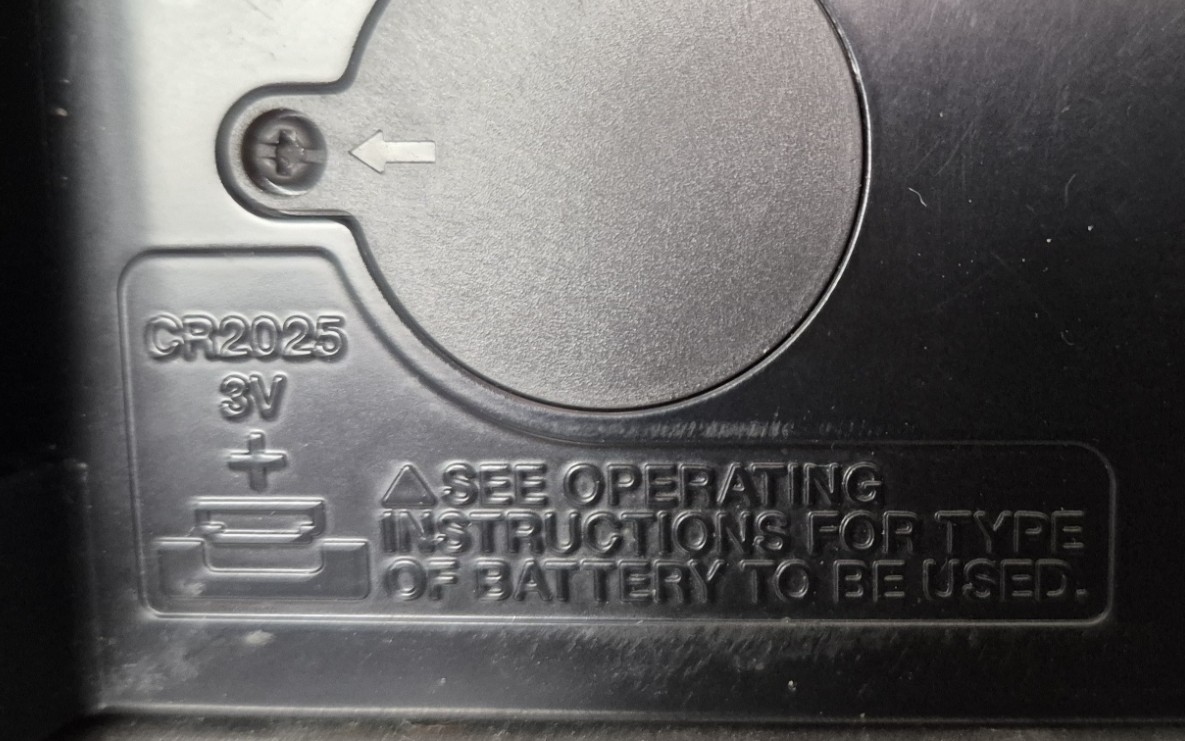 CR2025
3V
+
SEE OPERATING
INSTRUCTIONS FOR TYPE
OF BATTERY TO BE USED.